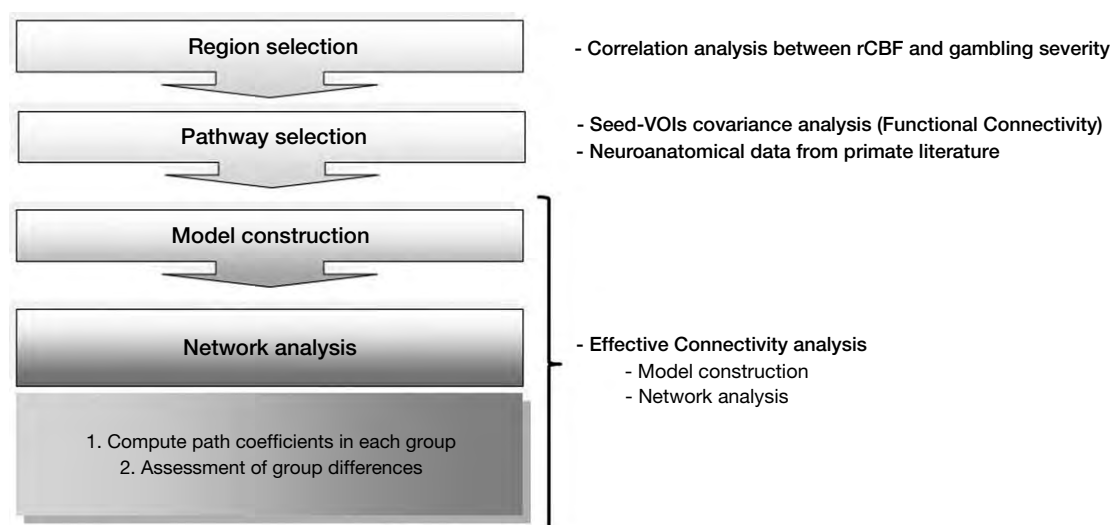 Region selection
- Correlation analysis between rCBF and gambling severity
Pathway selection
- Seed-VOIs covariance analysis (Functional Connectivity)
- Neuroanatomical data from primate literature
Model construction
Network analysis
- Effective Connectivity analysis
- Model construction
- Network analysis
1. Compute path coefficients in each group
2. Assessment of group differences